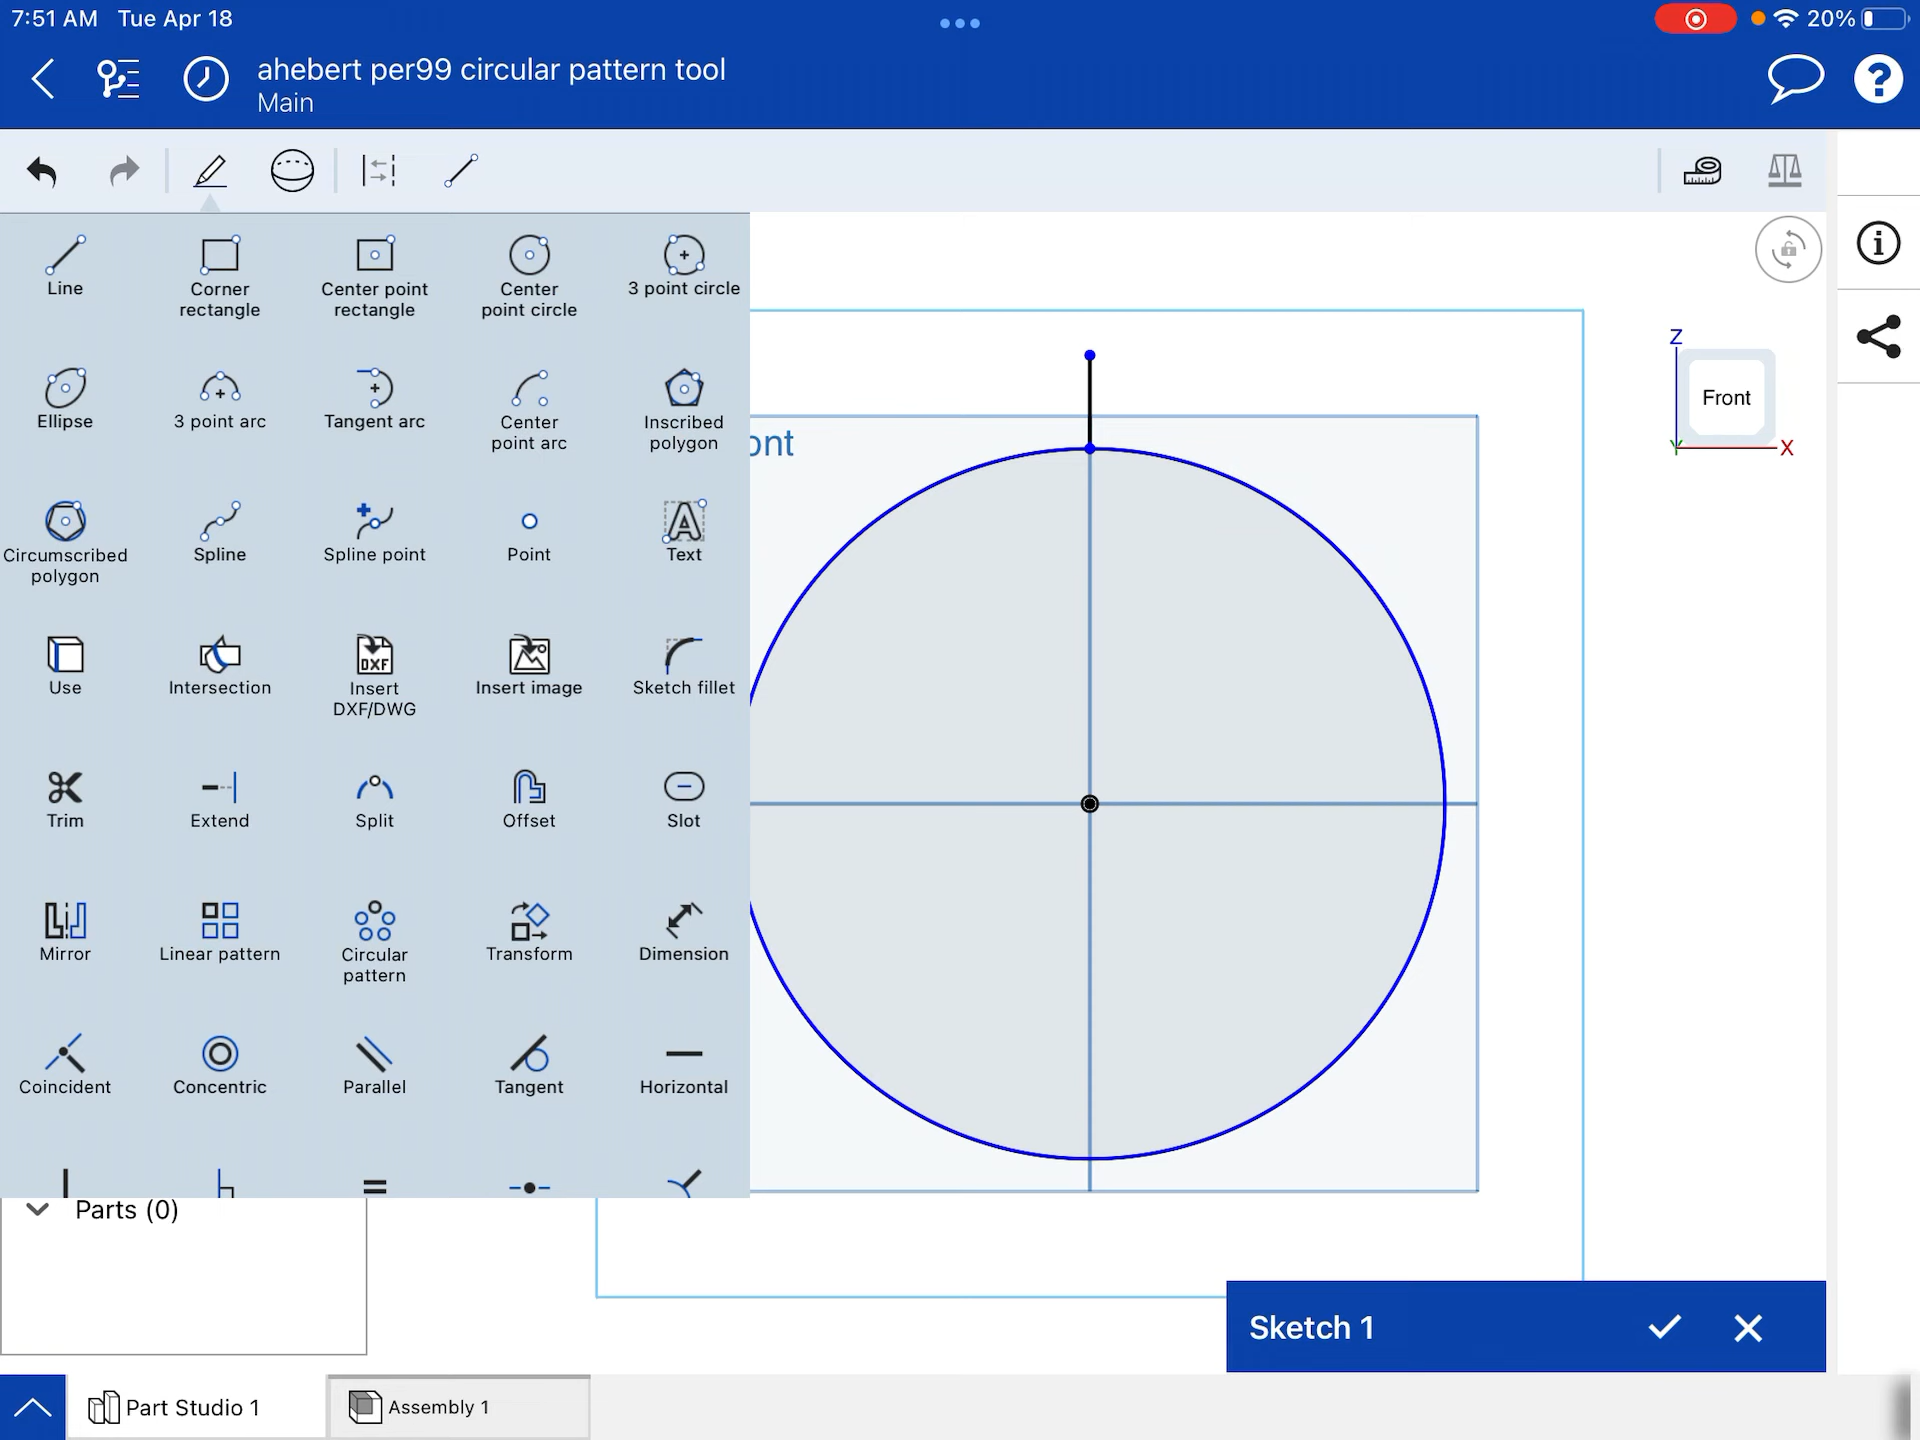 7:51 AM Tue Apr 18
20%
ahebert per99 circular pattern tool
Main
Line
Corner
rectangle
Center point
rectangle
Center
point circle
3 point circle
Ellipse
3 point arc
Tangent arc
Center
point arc
Inscribed
polygon
Circumscribed
polygon
Spline
Spline point
Point
Text
Use
Intersection
DXF
Insert
DXF/DWG
Insert image
Sketch fillet
Trim
Extend
Split
Offset
Slot
Mirror
Linear pattern
Circular
pattern
Transform
Dimension
Coincident
Concentric
Parallel
Tangent
Horizontal
ont
Z
Front
Y
X
Parts (0)
Sketch 1
Part Studio 1
Assembly 1